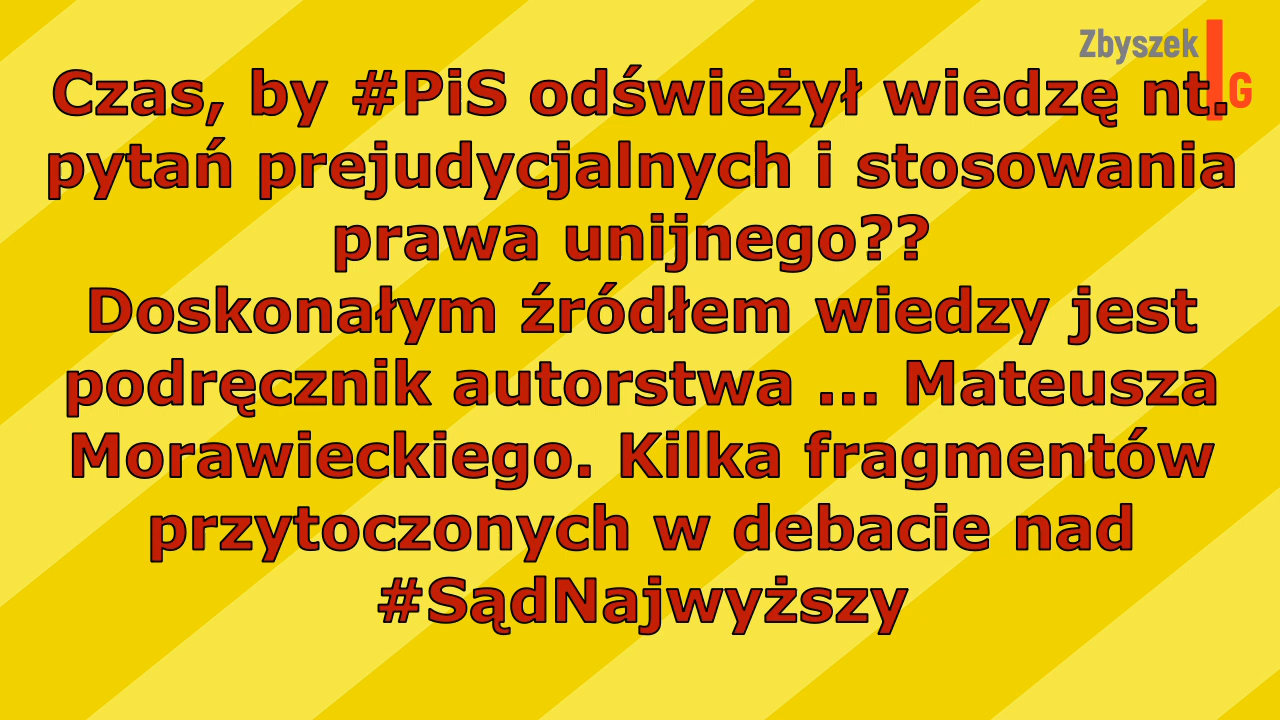 Zbyszek
G
Czas, by #PiS odświeżył wiedzę nt.
pytań prejudycjalnych i stosowania
prawa unijnego??
Doskonałym źródłem wiedzy jest
podręcznik autorstwa ... Mateusza
Morawieckiego. Kilka fragmentów
przytoczonych w debacie nad
#SądNajwyższy